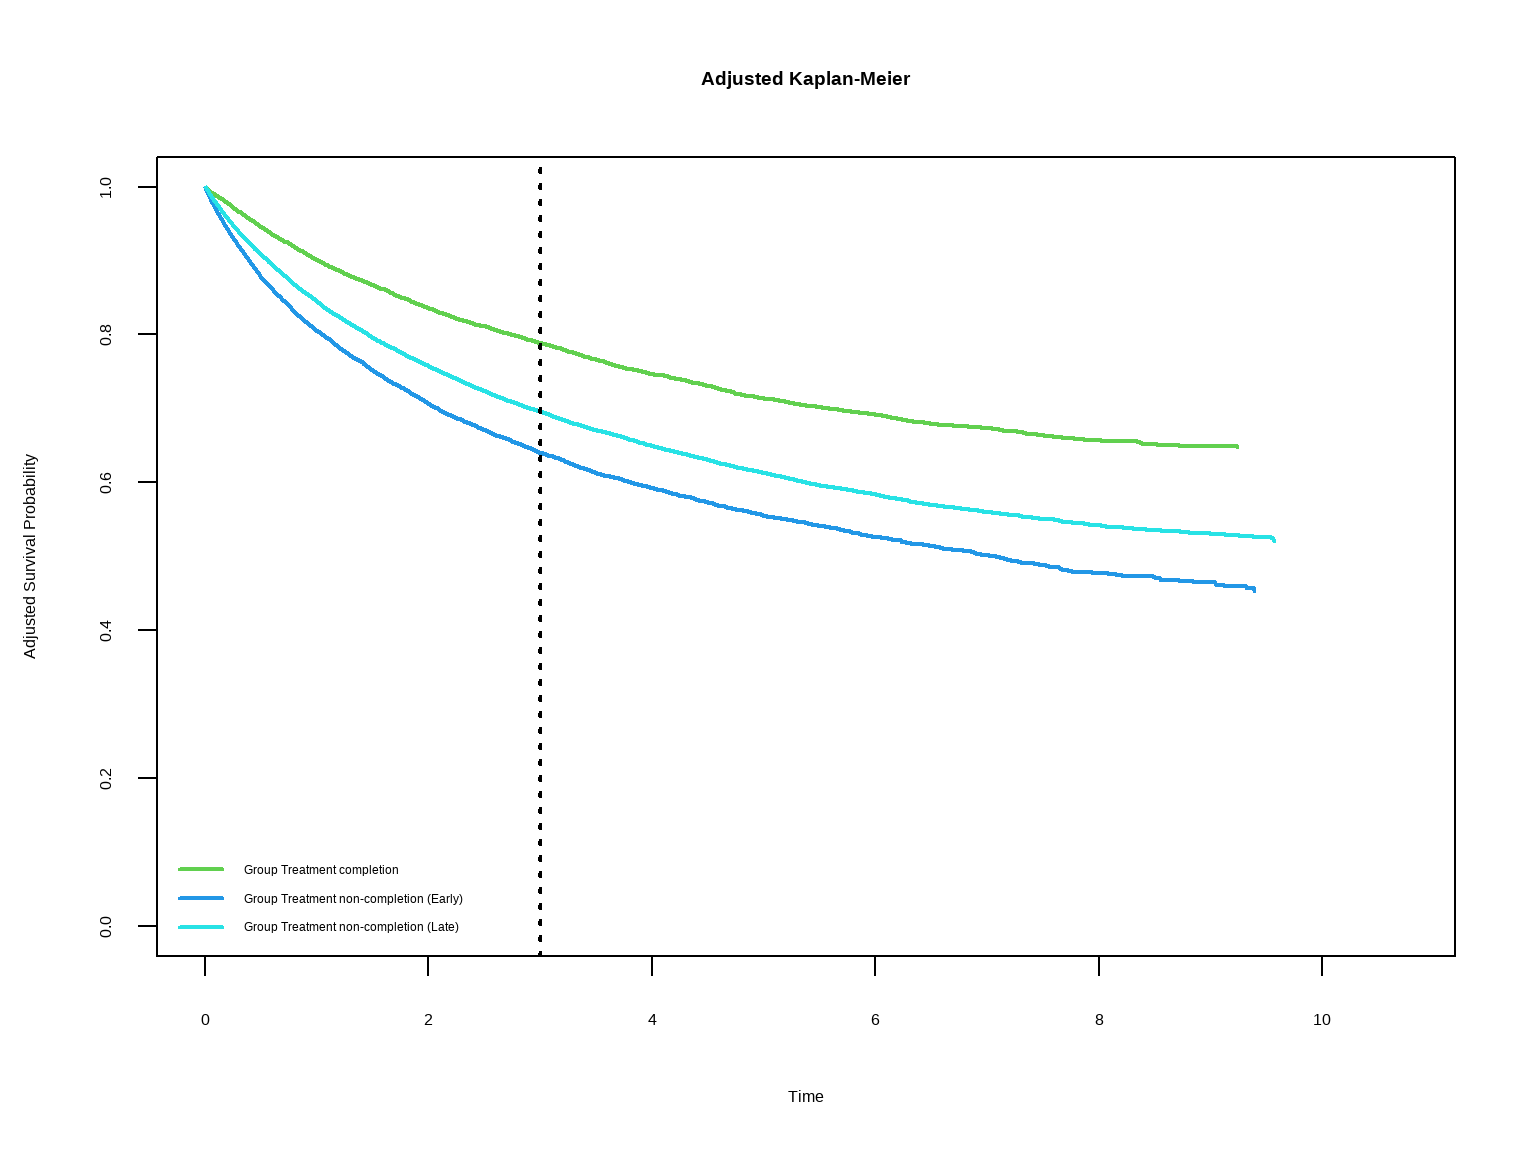 Adjusted Kaplan-Meier
Adjusted Survival Probability
1.0
0.8
0.6
0.4
0.2
0.0
Group Treatment completion
Group Treatment non-completion (Early)
Group Treatment non-completion (Late)
0 2 4 6 8 10
Time